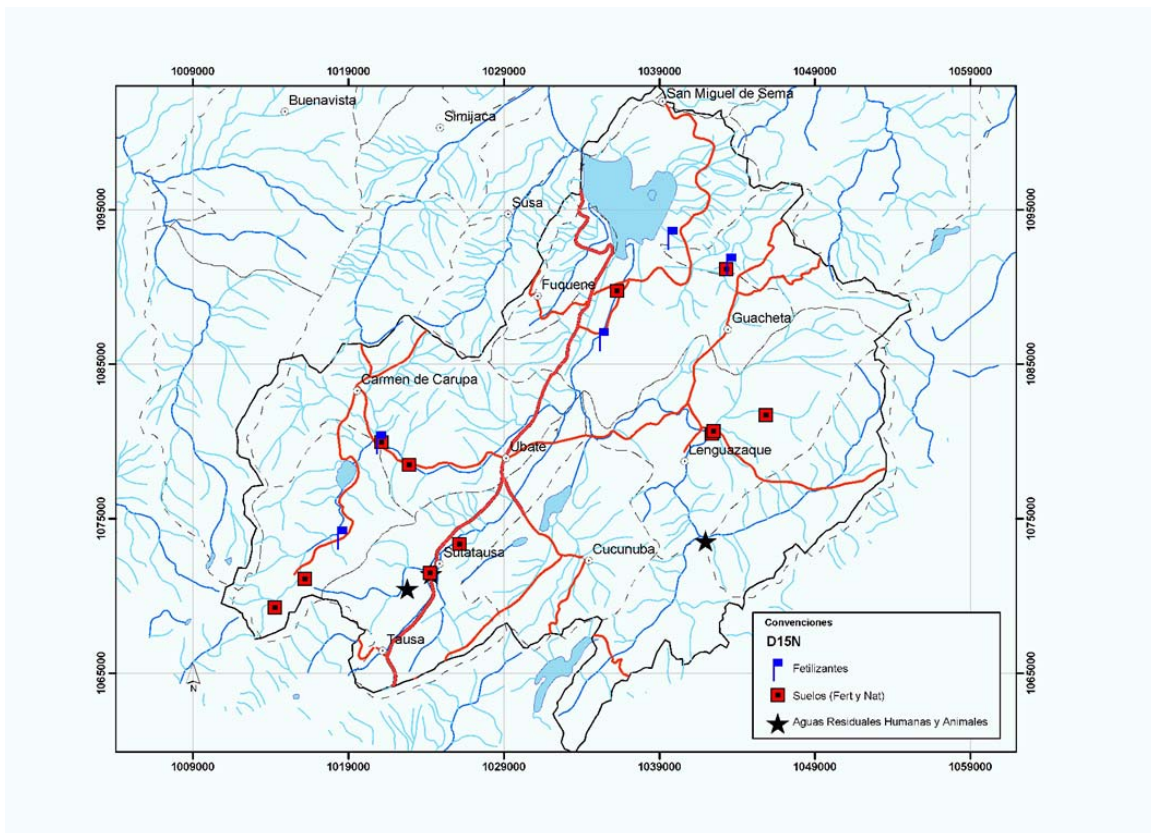 1009000
1019000
1029000
1039000
1049000
1059000
San Miguel de Sema
Buenavista
Simijaca
1095000
1095000
Susa
Fuquene
Guacheta
1085000
1085000
Carmen de Carupa
Ubate
Lenguazaque
1075000
1075000
Sutatausa
Cucunuba
Tausa
1065000
1065000
N
Convenciones
D15N
Fetilizantes
Suelos (Fert y Nat)
Aguas Residuales Humanas y Animales
1009000
1019000
1029000
1039000
1049000
1059000